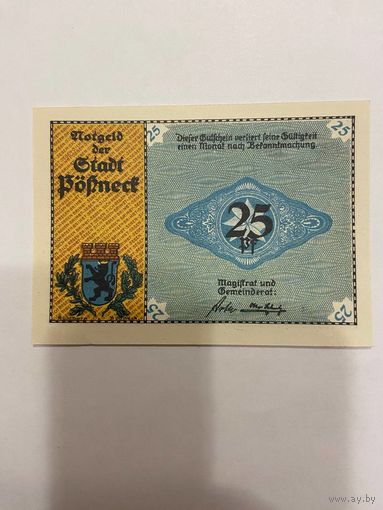 Notgeld
der
Stadt
Pößneck
25
25
Dieser Gutschein verliert seine Gültigkeit
einen Monat nach Bekanntmachung.
25
Pf
Magistrat und
Gemeinderat:
25
25
www.ay.by